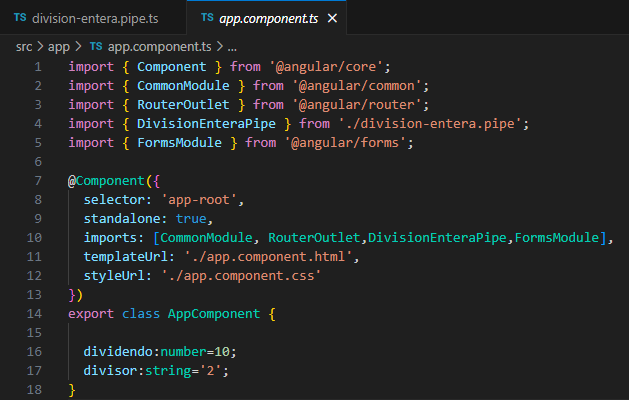 TS division-entera.pipe.ts
TS app.component.ts ×
src > app > TS app.component.ts > ...
1 import { Component } from '@angular/core';
2 import { CommonModule } from '@angular/common';
3 import { RouterOutlet } from '@angular/router';
4 import { DivisionEnteraPipe } from './division-entera.pipe';
5 import { FormsModule } from '@angular/forms';
6
7 @Component({
8   selector: 'app-root',
9   standalone: true,
10   imports: [CommonModule, RouterOutlet,DivisionEnteraPipe,FormsModule],
11   templateUrl: './app.component.html',
12   styleUrl: './app.component.css'
13 })
14 export class AppComponent {
15
16   dividendo:number=10;
17   divisor:string='2';
18 }